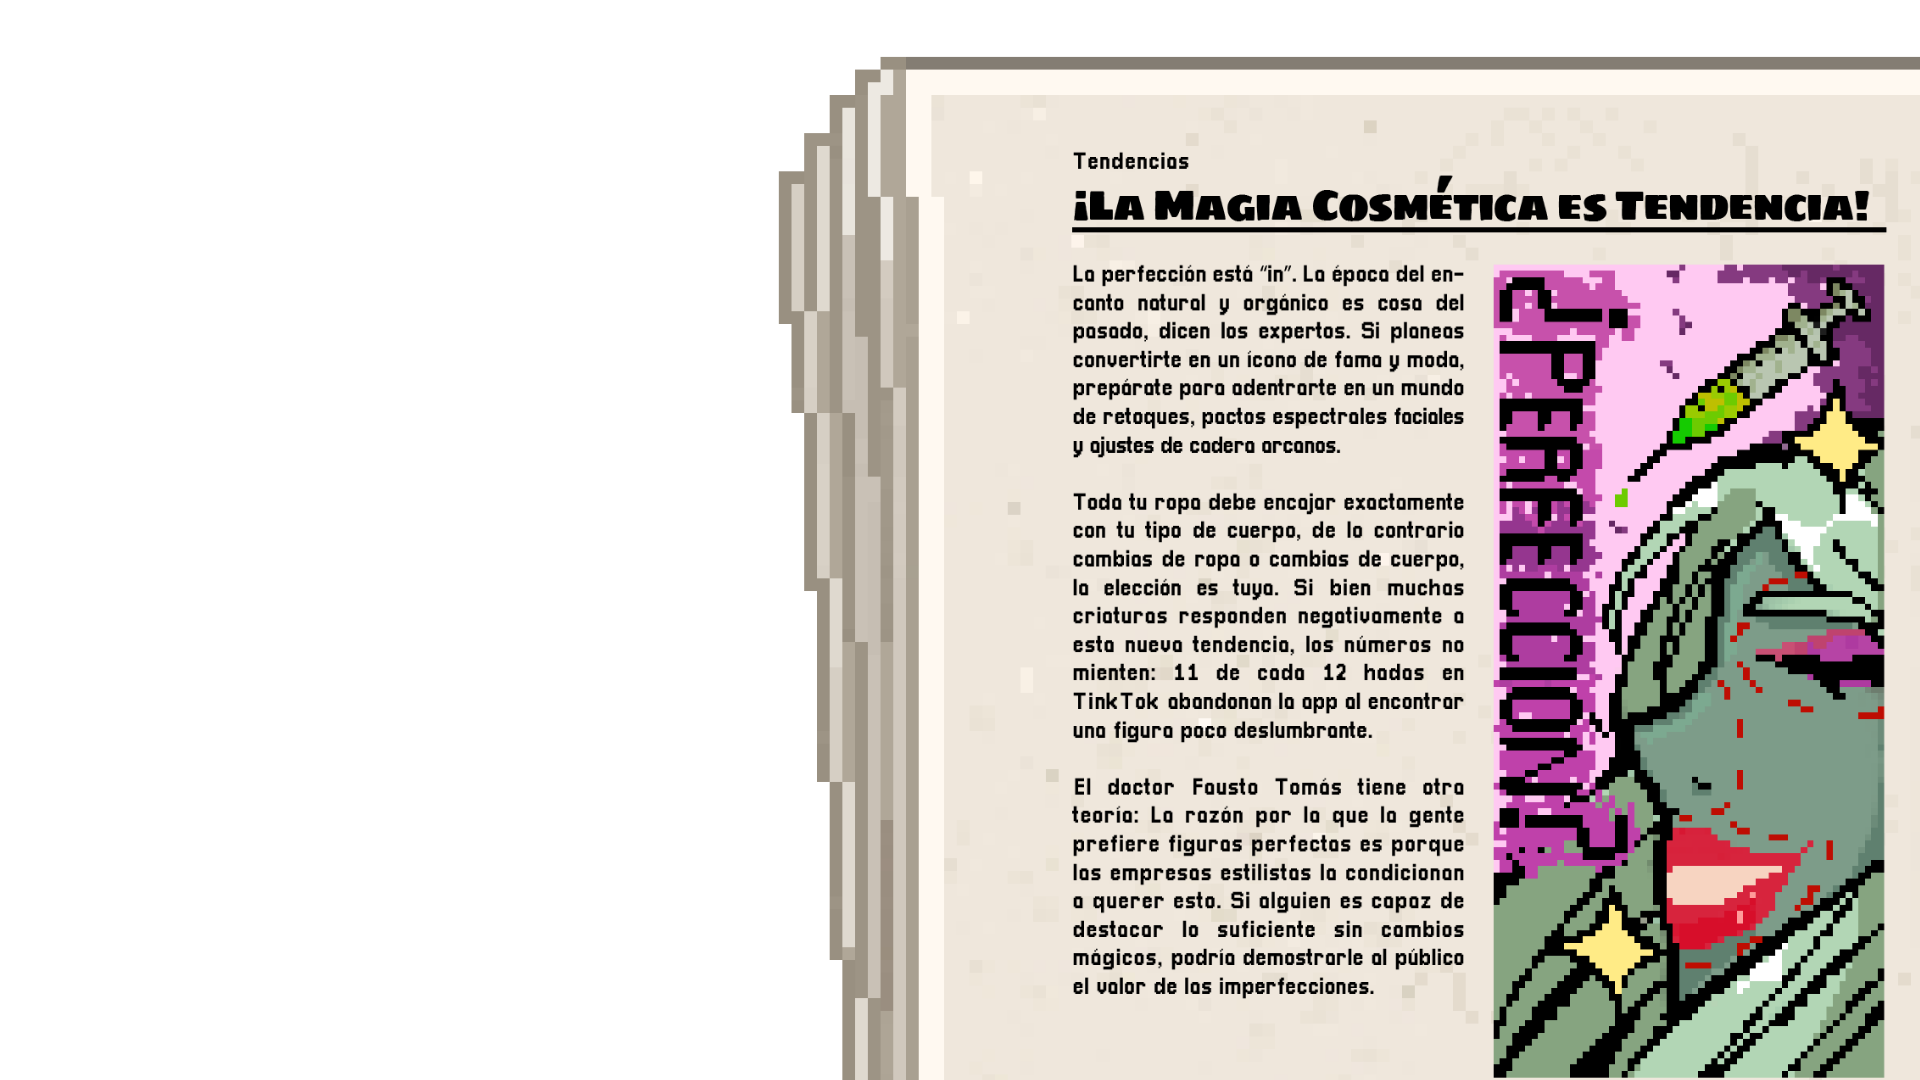 Tendencias
¡La Magia Cosmética es Tendencia!
La perfección está “in”. La época del en-
canto natural y orgánico es cosa del
pasado, dicen los expertos. Si planeas
convertirte en un ícono de fama y moda,
prepárate para adentrarte en un mundo
de retoques, pactos espectrales faciales
y ajustes de cadera arcanos.
Toda tu ropa debe encajar exactamente
con tu tipo de cuerpo, de lo contrario
cambias de ropa o cambias de cuerpo,
la elección es tuya. Si bien muchas
criaturas responden negativamente a
esta nueva tendencia, los números no
mienten: 11 de cada 12 hadas en
TinkTok abandonan la app al encontrar
una figura poco deslumbrante.
El doctor Fausto Tomás tiene otra
teoría: La razón por la que la gente
prefiere figuras perfectas es porque
las empresas estilistas la condicionan
a querer esto. Si alguien es capaz de
destacar lo suficiente sin cambios
mágicos, podría demostrarle al público
el valor de las imperfecciones.
¿PERFECCION?